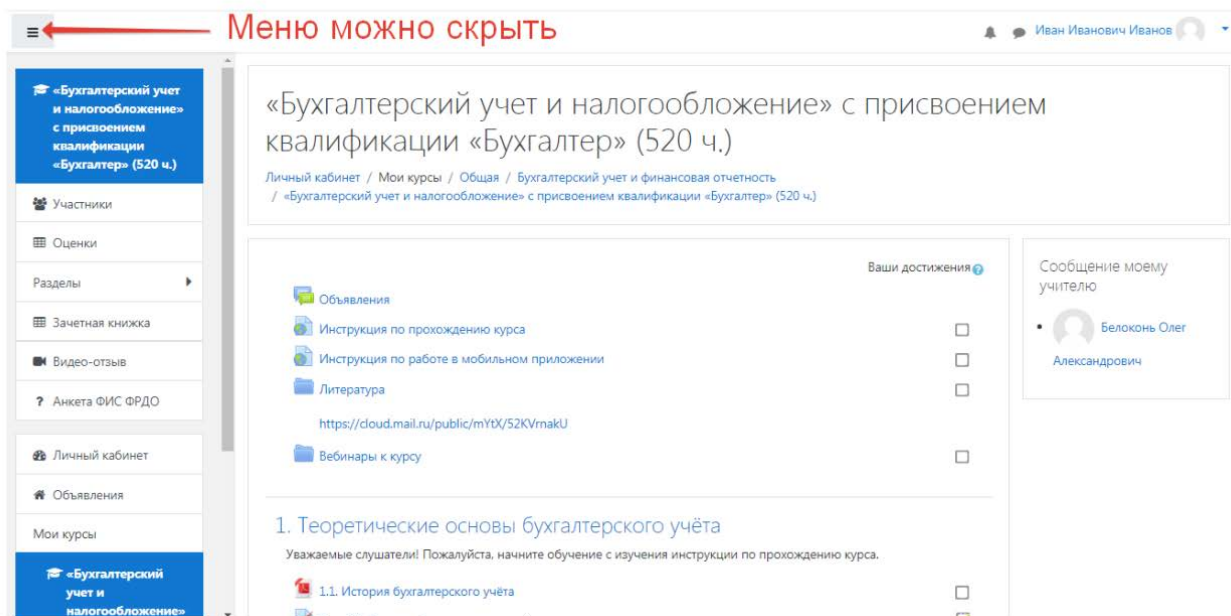 Меню можно скрыть
Иван Иванович Иванов
«Бухгалтерский учет
и налогообложение»
с присвоением
квалификации
«Бухгалтер» (520 ч.)
Участники
Оценки
Разделы
Зачетная книжка
Видео-отзыв
? Анкета ФИС ФРДО
Личный кабинет
Объявления
Мои курсы
«Бухгалтерский
учет и
налогообложение»
«Бухгалтерский учет и налогообложение» с присвоением
квалификации «Бухгалтер» (520 ч.)
Личный кабинет / Мои курсы / Общая / Бухгалтерский учет и финансовая отчетность
/ «Бухгалтерский учет и налогообложение» с присвоением квалификации «Бухгалтер» (520 ч.)
Ваши достижения
Объявления
Инструкция по прохождению курса
Инструкция по работе в мобильном приложении
Литература
https://cloud.mail.ru/public/mYtX/52KVrnakU
Вебинары к курсу
1. Теоретические основы бухгалтерского учёта
Уважаемые слушатели! Пожалуйста, начните обучение с изучения инструкции по прохождению курса.
1.1. История бухгалтерского учёта
Сообщение моему
учителю
Белоконь Олег
Александрович